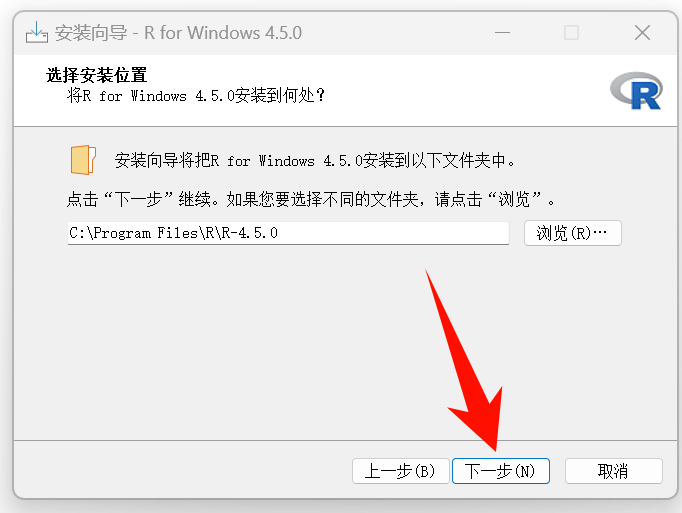 安装向导 - R for Windows 4.5.0
选择安装位置
将R for Windows 4.5.0安装到何处?
R
安装向导将把R for Windows 4.5.0安装到以下文件夹中。
点击“下一步”继续。如果您要选择不同的文件夹，请点击“浏览”。
C:\Program Files\R\R-4.5.0
浏览(R)…
上一步(B)
下一步(N)
取消